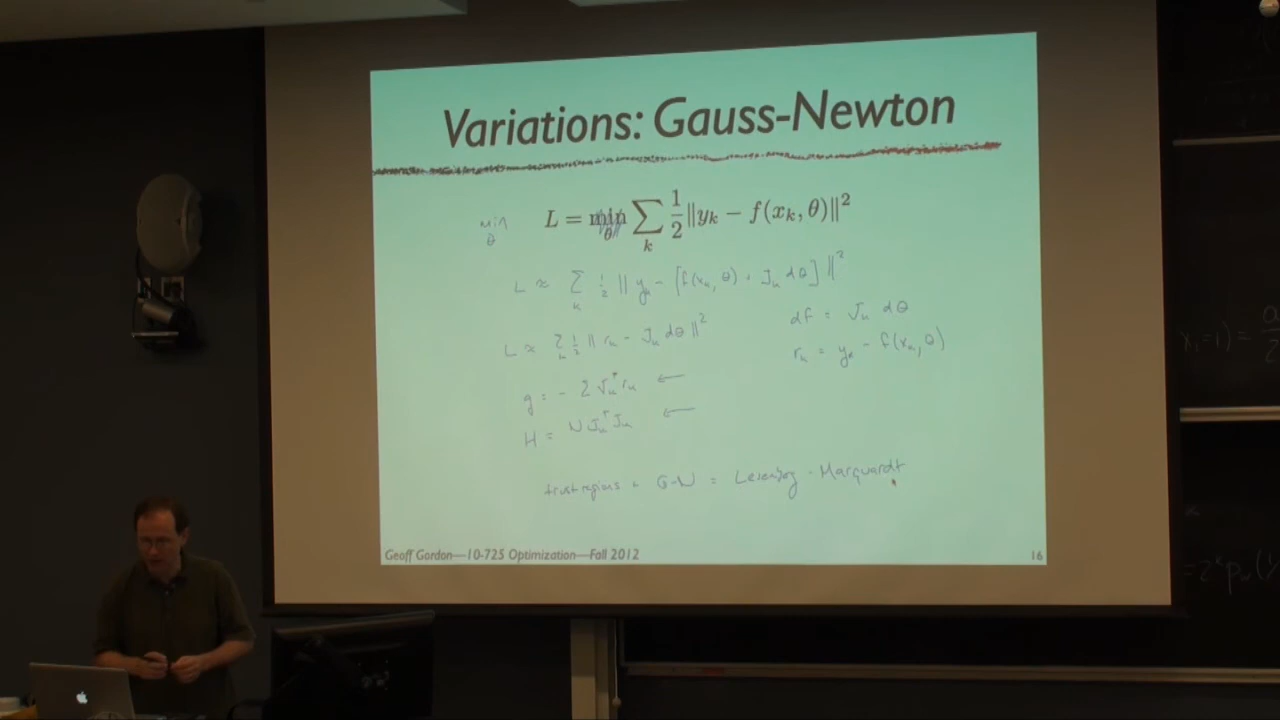 Variations: Gauss-Newton
min θ L = min θ ∑ k 1/2 ‖y_k − f(x_k, θ)‖²
L ≈ ∑ k 1/2 ‖ y_k − [f(x_k, θ) + J_k dθ] ‖²
df = J_k dθ
L ≈ ∑ k 1/2 ‖ r_k − J_k dθ ‖²
r_k = y_k − f(x_k, θ)
g = − ∑ J_k^T r_k ←
H = ∑ J_k^T J_k ←
trust regions + G-N = Levenberg - Marquardt
Geoff Gordon—10-725 Optimization—Fall 2012
16